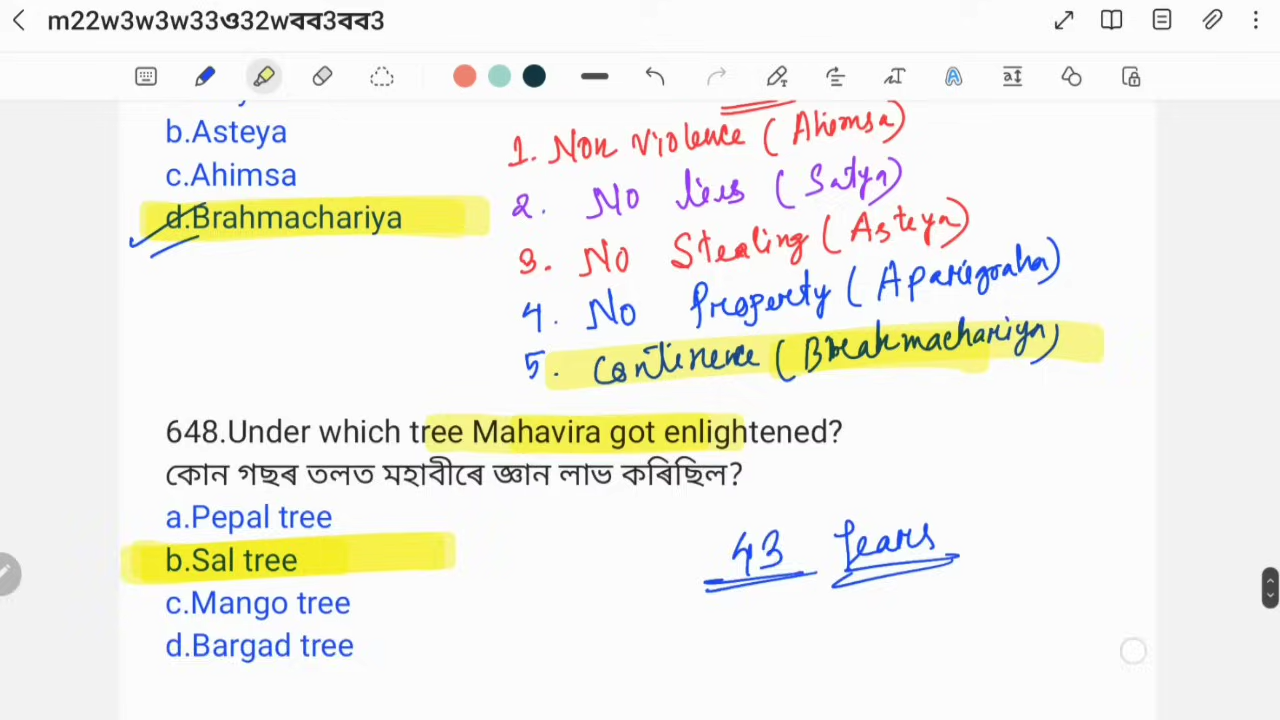 m22w3w3w33ও32wবব3বব3
b.Asteya
c.Ahimsa
d.Brahmachariya
1. Non Violence (Ahimsa)
2. No lies (Satya)
3. No Stealing (Asteya)
4. No Property (Aparigraha)
5. Continence (Brahmachariya)
648.Under which tree Mahavira got enlightened?
কোন গছৰ তলত মহাবীৰে জ্ঞান লাভ কৰিছিল?
a.Pepal tree
b.Sal tree
43 Years
c.Mango tree
d.Bargad tree